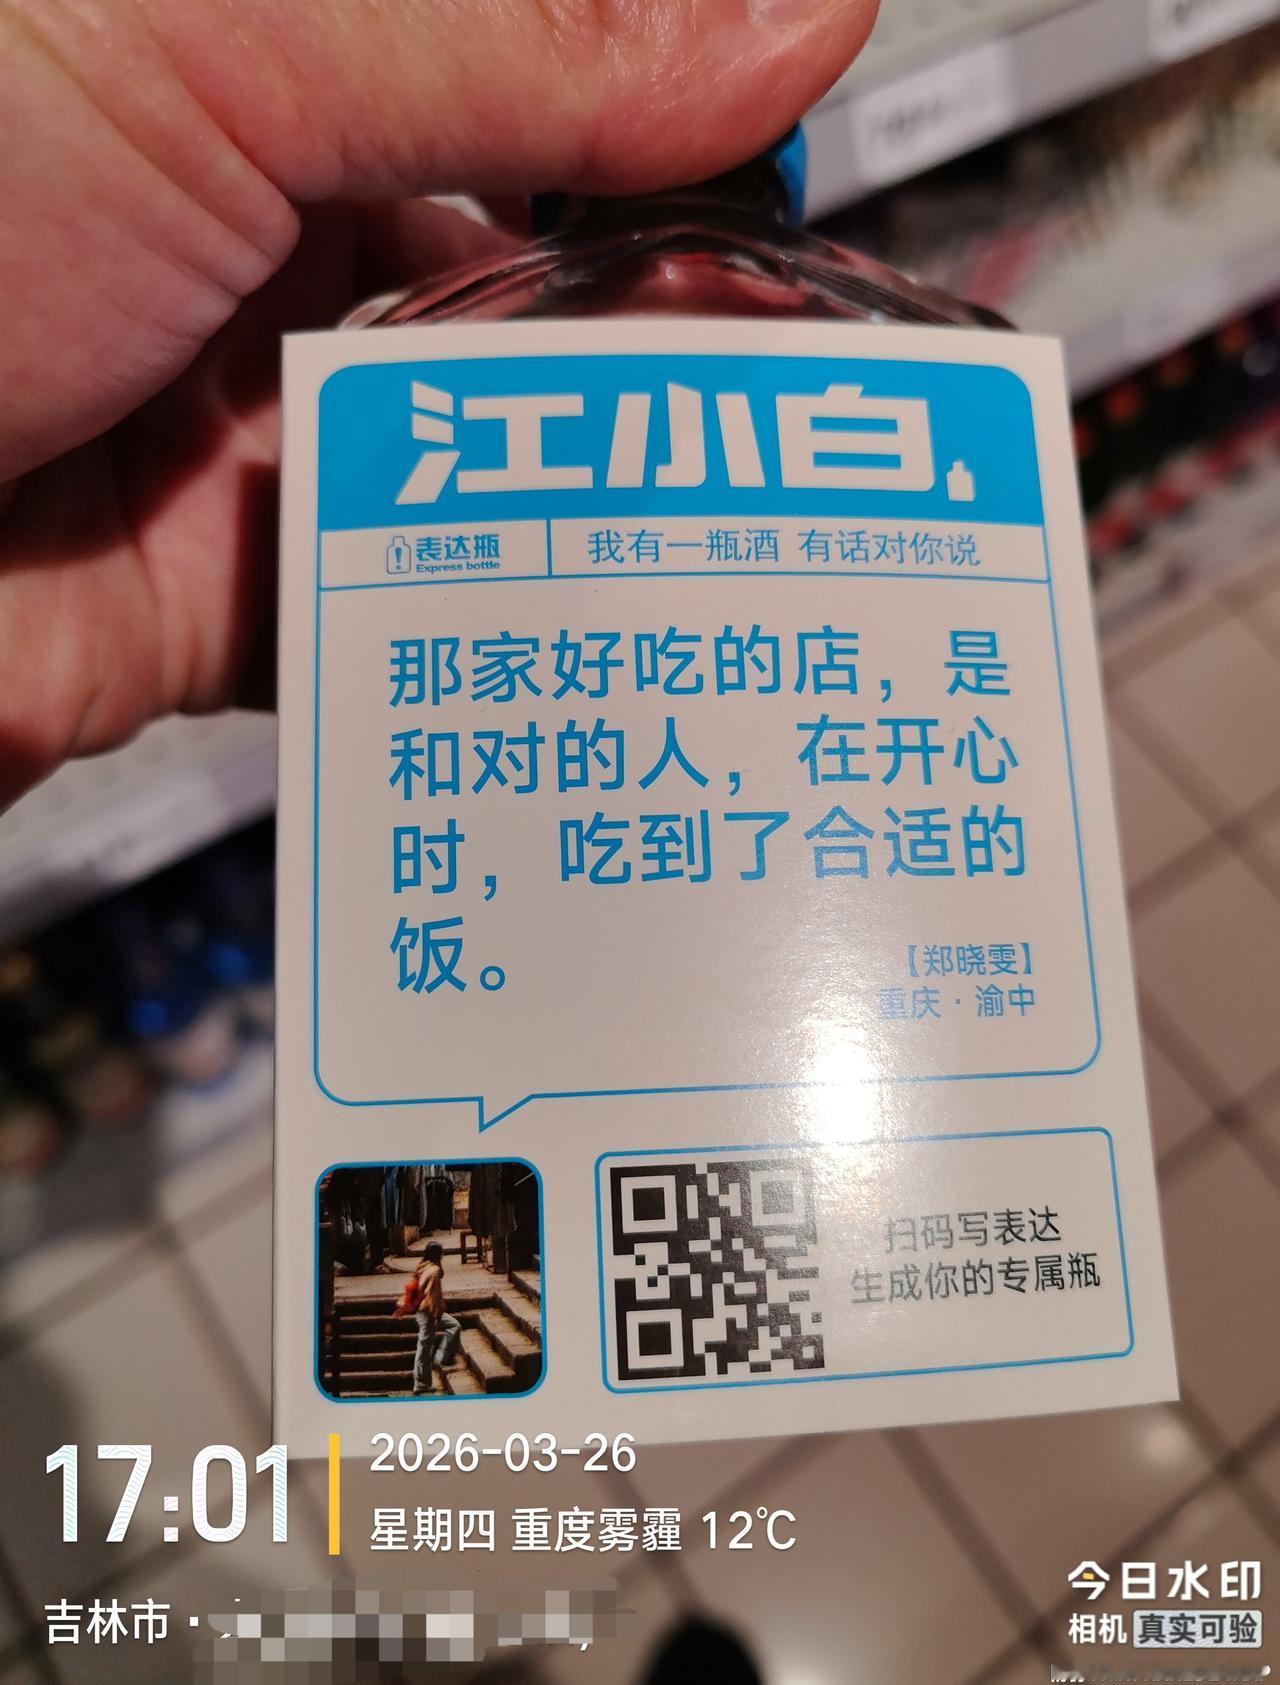 江小白
表达瓶
Express bottle
我有一瓶酒 有话对你说
那家好吃的店，是
和对的人，在开心
时，吃到了合适的
饭。
【郑晓雯】
重庆·渝中
扫码写表达
生成你的专属瓶
17:01
2026-03-26
星期四 重度雾霾 12℃
吉林市·
今日水印
相机 真实可验